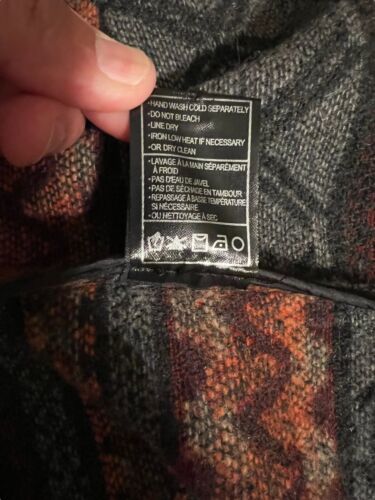 •HAND WASH COLD SEPARATELY
•DO NOT BLEACH
•LINE DRY
•IRON LOW HEAT IF NECESSARY
•OR DRY CLEAN
•LAVAGE À LA MAIN SÉPARÉMENT
À FROID
•PAS D'EAU DE JAVEL
•PAS DE SÉCHAGE EN TAMBOUR
•REPASSAGE À BASSE TEMPÉRATURE
SI NÉCESSAIRE
•OU NETTOYAGE À SEC